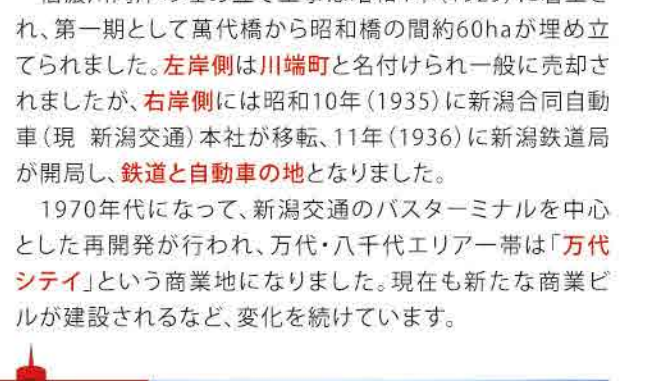 れ、第一期として萬代橋から昭和橋の間約60haが埋め立
てられました。左岸側は川端町と名付けられ一般に売却さ
れましたが、右岸側には昭和10年(1935)に新潟合同自動
車(現 新潟交通)本社が移転、11年(1936)に新潟鉄道局
が開局し、鉄道と自動車の地となりました。
1970年代になって、新潟交通のバスターミナルを中心
とした再開発が行われ、万代・八千代エリア一帯は「万代
シテイ」という商業地になりました。現在も新たな商業ビ
ルが建設されるなど、変化を続けています。